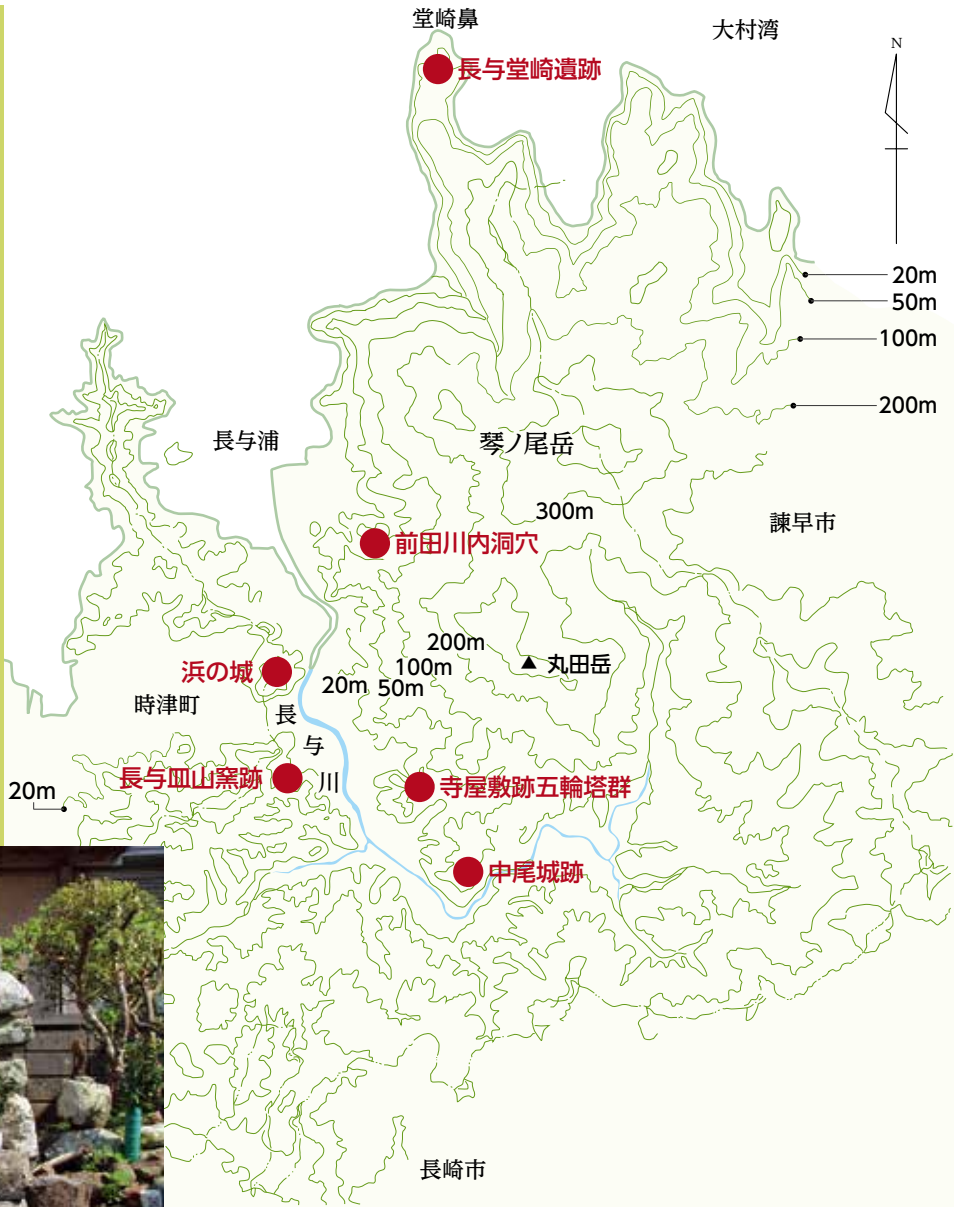 堂崎鼻
大村湾
N
長与堂崎遺跡
20m
50m
100m
200m
長与浦
琴ノ尾岳
300m
諫早市
前田川内洞穴
200m
丸田岳
100m
浜の城
20m
50m
時津町
長与川
長与皿山窯跡
寺屋敷跡五輪塔群
20m
中尾城跡
長崎市